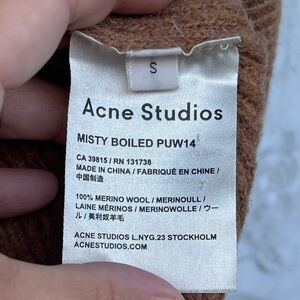 S
Acne Studios
MISTY BOILED PUW14
CA 39815 / RN 131738
MADE IN CHINA / FABRIQUÉ EN CHINE /
中国制造
100% MERINO WOOL / MERINOULL /
LAINE MÉRINOS / MERINOWOLLE / ウー
ル / 美利奴羊毛
ACNE STUDIOS L.NYG.23 STOCKHOLM
ACNESTUDIOS.COM